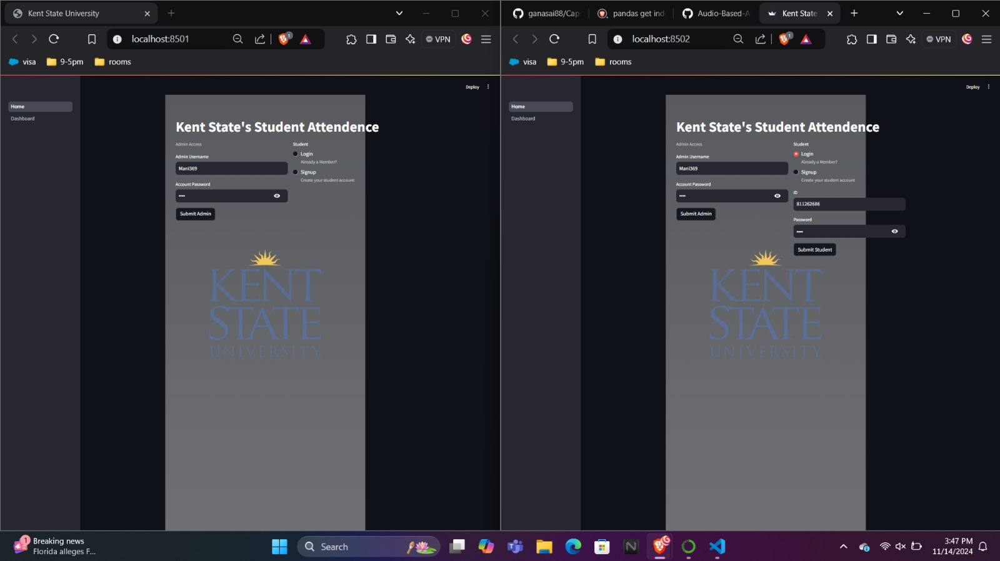 Kent State University
localhost:8501
1
VPN
visa
9-5pm
rooms
Deploy
Home
Dashboard
Kent State's Student Attendence
Admin Access
Admin Username
Mani369
Account Password
••••
Submit Admin
Student
Login
Already a Member?
Signup
Create your student account
KENT
STATE
UNIVERSITY.
ganasai88/Cap
pandas get ind
Audio-Based-A
Kent State
localhost:8502
1
VPN
visa
9-5pm
rooms
Deploy
Home
Dashboard
Kent State's Student Attendence
Admin Access
Admin Username
Mani369
Account Password
••••
Submit Admin
Student
Login
Already a Member?
Signup
Create your student account
ID
811262686
Password
••••
Submit Student
KENT
STATE
UNIVERSITY.
1
Breaking news
Florida alleges F...
Search
3:47 PM
11/14/2024